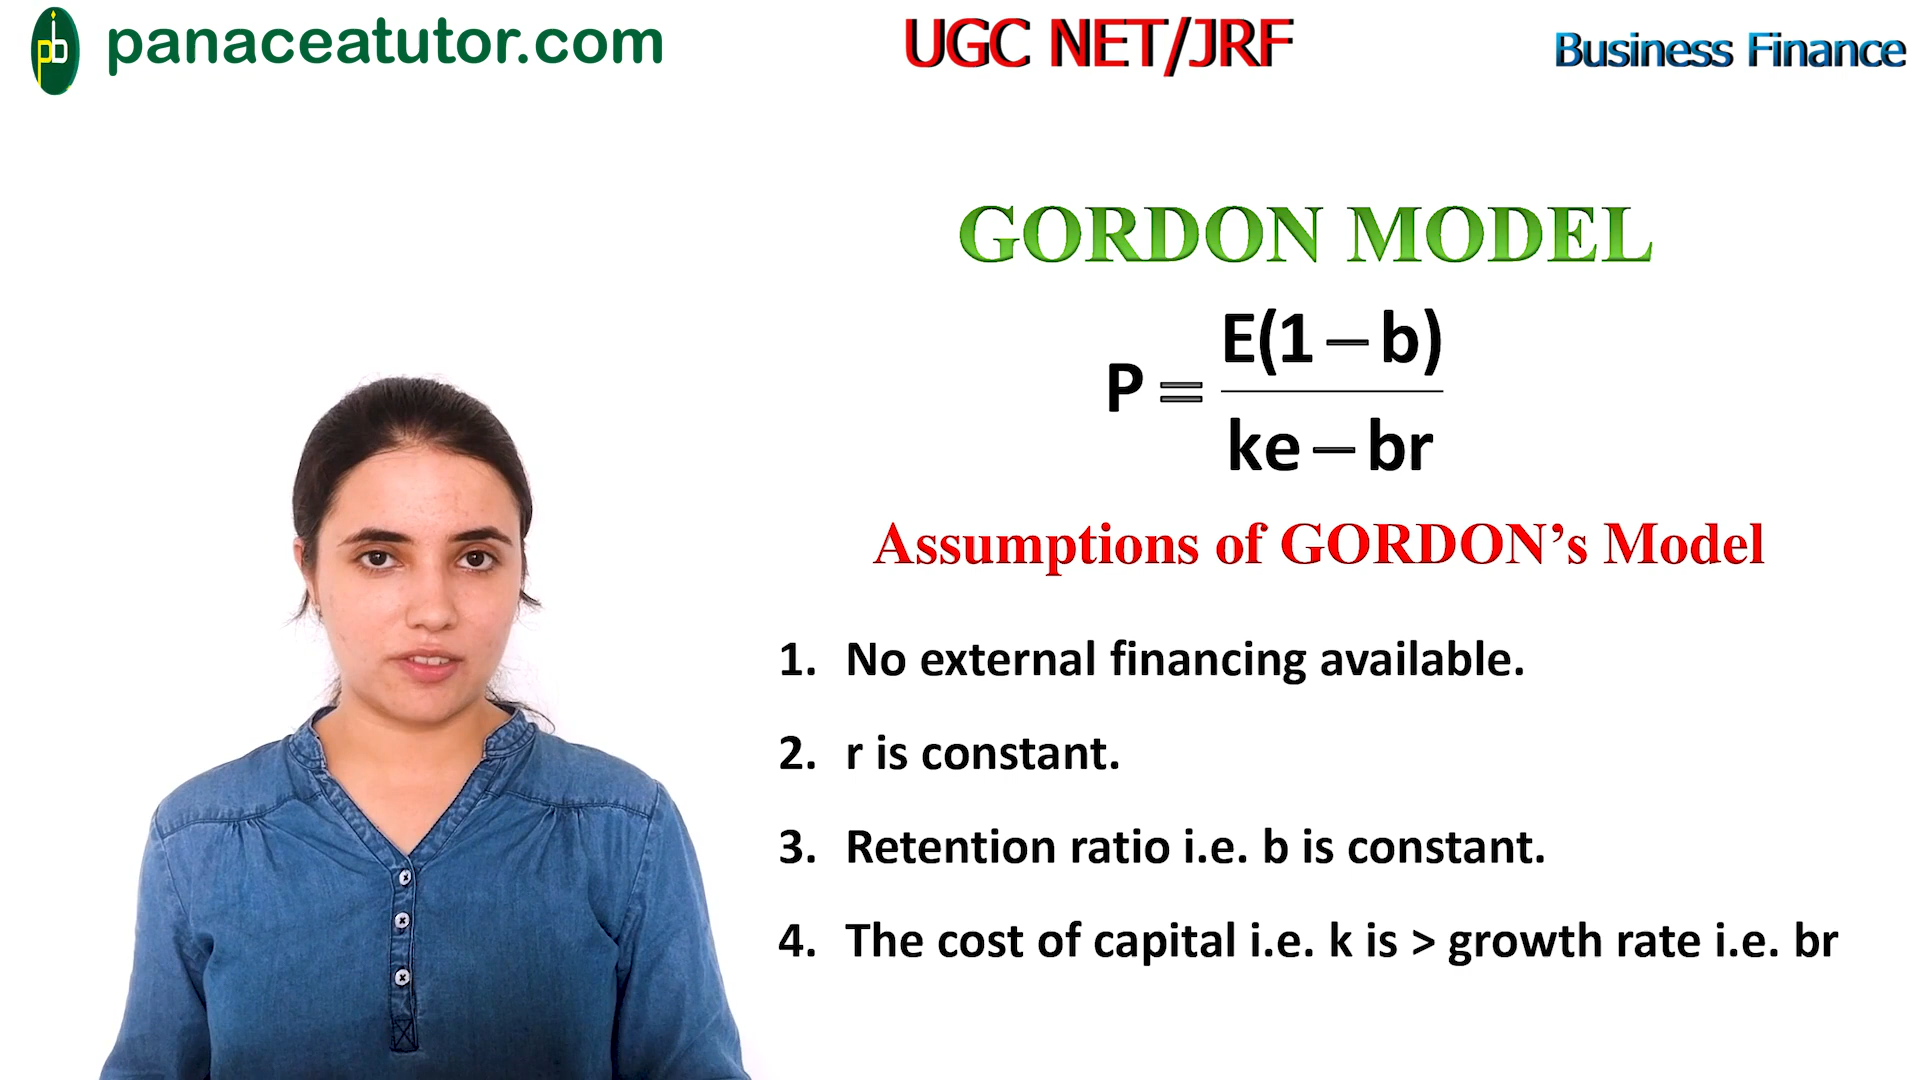 pb panaceatutor.com
UGC NET/JRF
Business Finance
GORDON MODEL
P = E(1 – b) / ke – br
Assumptions of GORDON’s Model
1. No external financing available.
2. r is constant.
3. Retention ratio i.e. b is constant.
4. The cost of capital i.e. k is > growth rate i.e. br